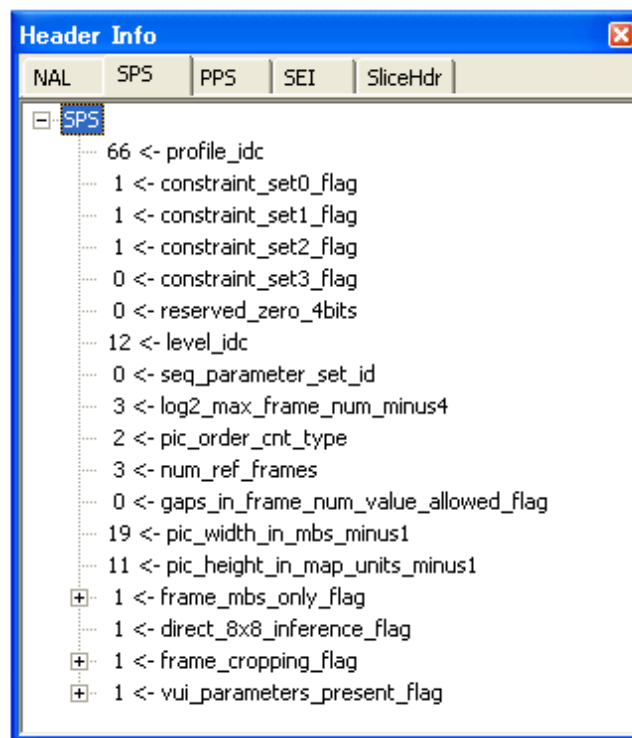 Header Info
NAL SPS PPS SEI SliceHdr
SPS
66 <- profile_idc
1 <- constraint_set0_flag
1 <- constraint_set1_flag
1 <- constraint_set2_flag
0 <- constraint_set3_flag
0 <- reserved_zero_4bits
12 <- level_idc
0 <- seq_parameter_set_id
3 <- log2_max_frame_num_minus4
2 <- pic_order_cnt_type
3 <- num_ref_frames
0 <- gaps_in_frame_num_value_allowed_flag
19 <- pic_width_in_mbs_minus1
11 <- pic_height_in_map_units_minus1
1 <- frame_mbs_only_flag
1 <- direct_8x8_inference_flag
1 <- frame_cropping_flag
1 <- vui_parameters_present_flag